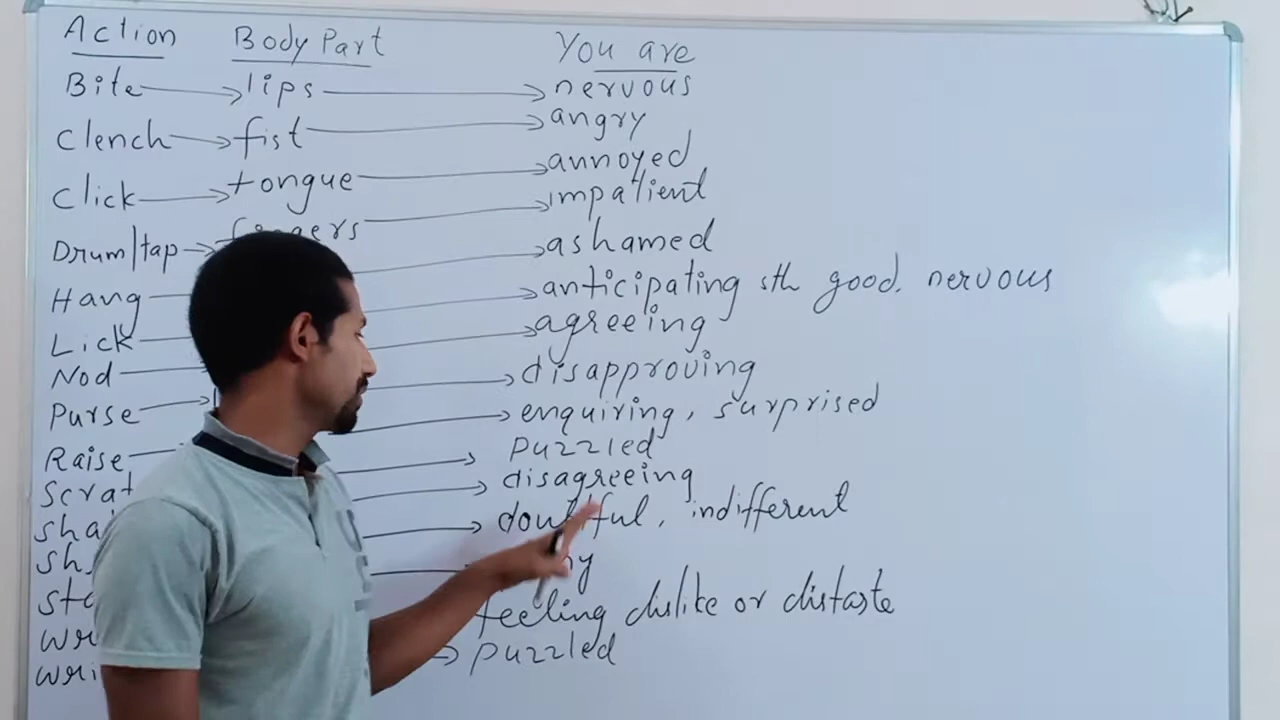 Action Body Part You are
Bite lips nervous
Clench fist angry
Click tongue annoyed
Drum/tap fingers impatient
Hang ashamed
Lick anticipating sth good, nervous
Nod agreeing
Purse disapproving
Raise enquiring, surprised
Scrat puzzled
sha disagreeing
sh doubtful, indifferent
sta
wr feeling dislike or distaste
wri puzzled